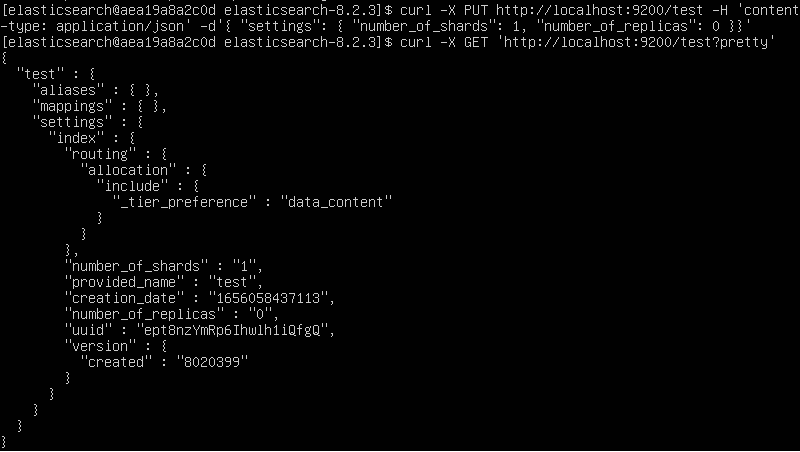 [elasticsearch@aea19a8a2c0d elasticsearch-8.2.3]$ curl -X PUT http://localhost:9200/test -H 'content
-type: application/json' -d'{ "settings": { "number_of_shards": 1, "number_of_replicas": 0 }}'
[elasticsearch@aea19a8a2c0d elasticsearch-8.2.3]$ curl -X GET 'http://localhost:9200/test?pretty'
{
  "test" : {
    "aliases" : { },
    "mappings" : { },
    "settings" : {
      "index" : {
        "routing" : {
          "allocation" : {
            "include" : {
              "_tier_preference" : "data_content"
            }
          }
        },
        "number_of_shards" : "1",
        "provided_name" : "test",
        "creation_date" : "1656058437113",
        "number_of_replicas" : "0",
        "uuid" : "ept8nzYmRp6Ihwlh1iQfgQ",
        "version" : {
          "created" : "8020399"
        }
      }
    }
  }
}